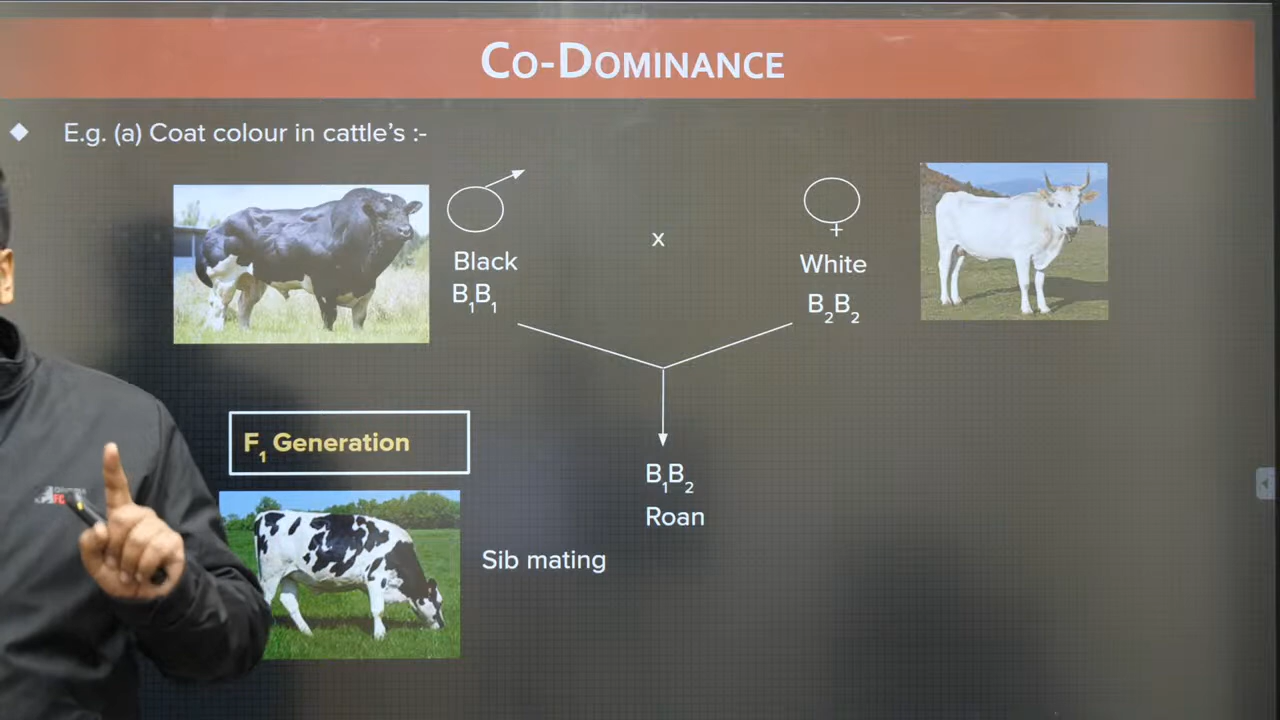 CO-DOMINANCE
E.g. (a) Coat colour in cattle's :-
x
Black
White
B₁B₁
B₂B₂
F₁ Generation
B₁B₂
Roan
Sib mating